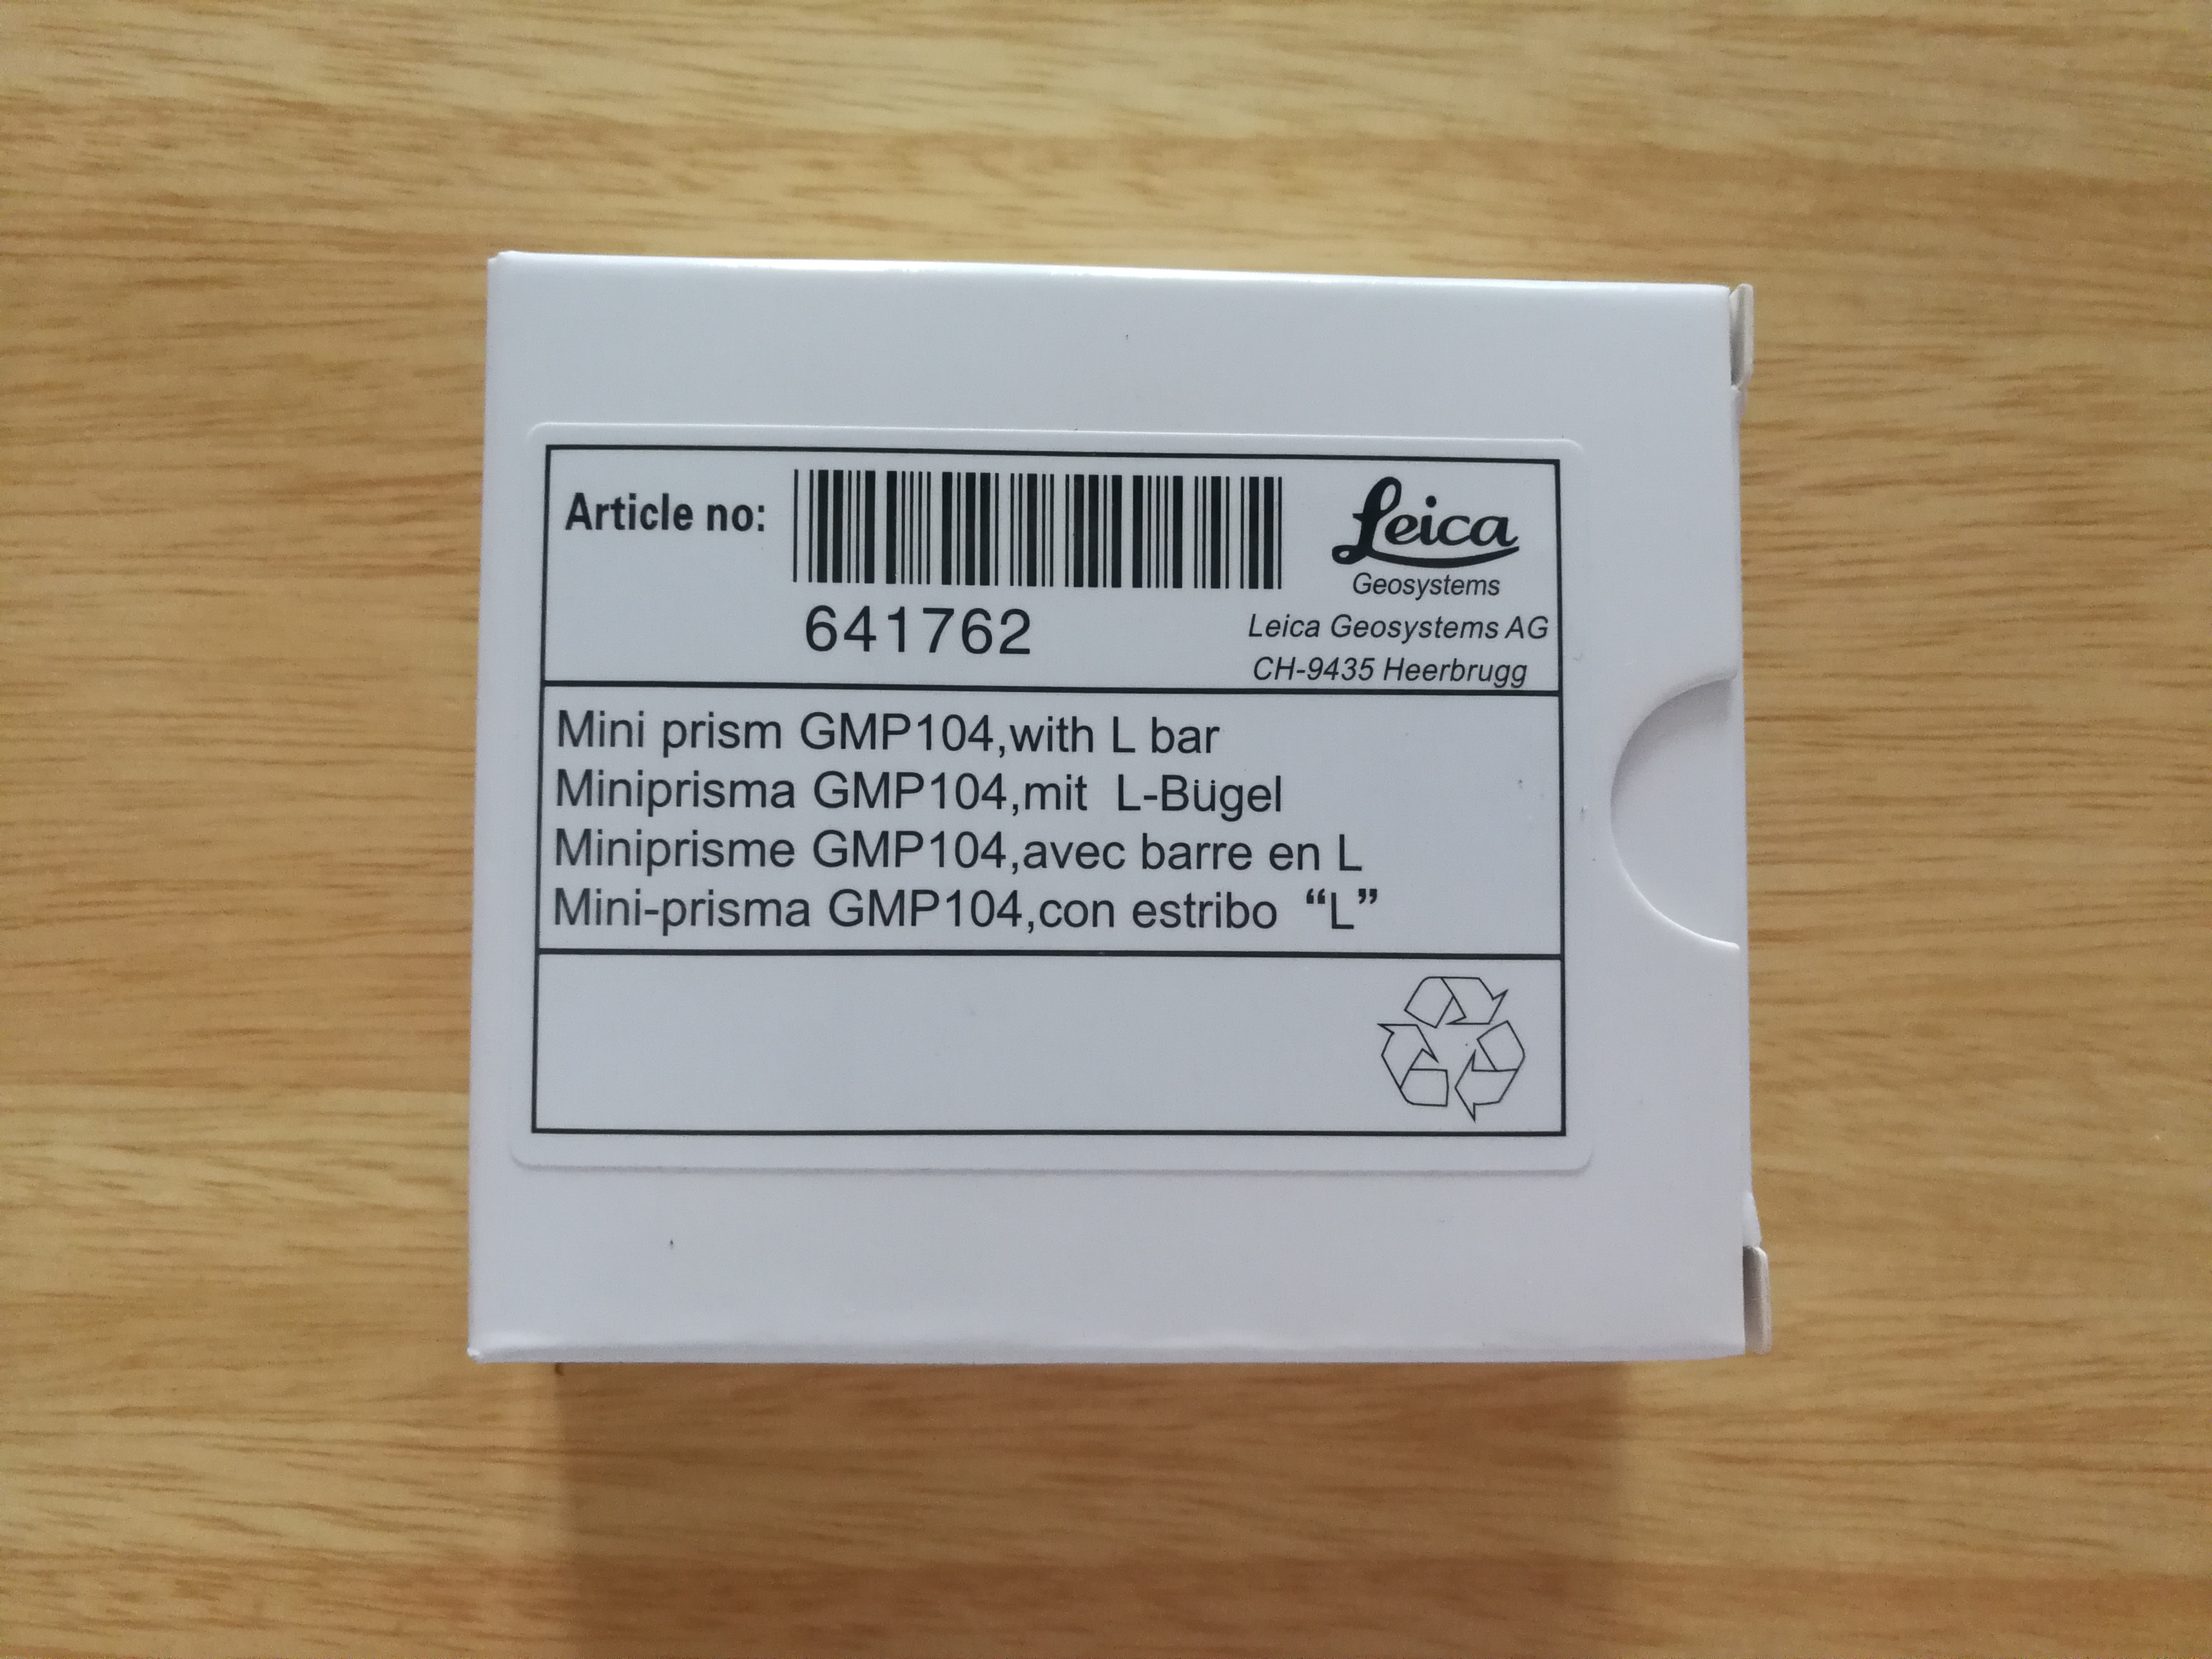 Article no:
641762
Leica
Geosystems
Leica Geosystems AG
CH-9435 Heerbrugg
Mini prism GMP104,with L bar
Miniprisma GMP104,mit L-Bügel
Miniprisme GMP104,avec barre en L
Mini-prisma GMP104,con estribo “L”